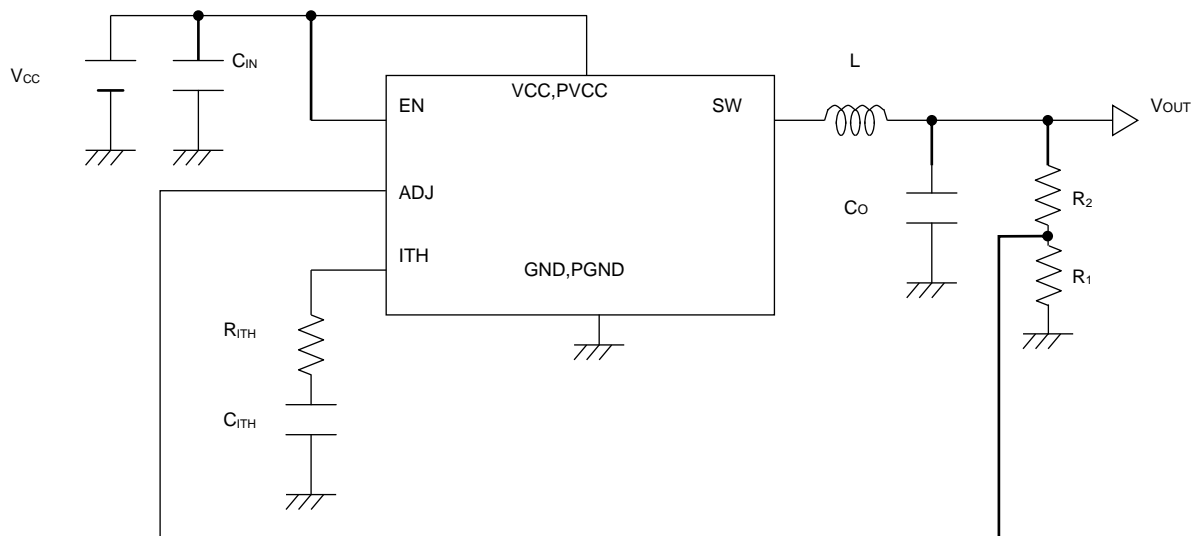 L
CIN
VCC
VCC,PVCC
EN
SW
VOUT
ADJ
R2
CO
ITH
GND,PGND
R1
RITH
CITH